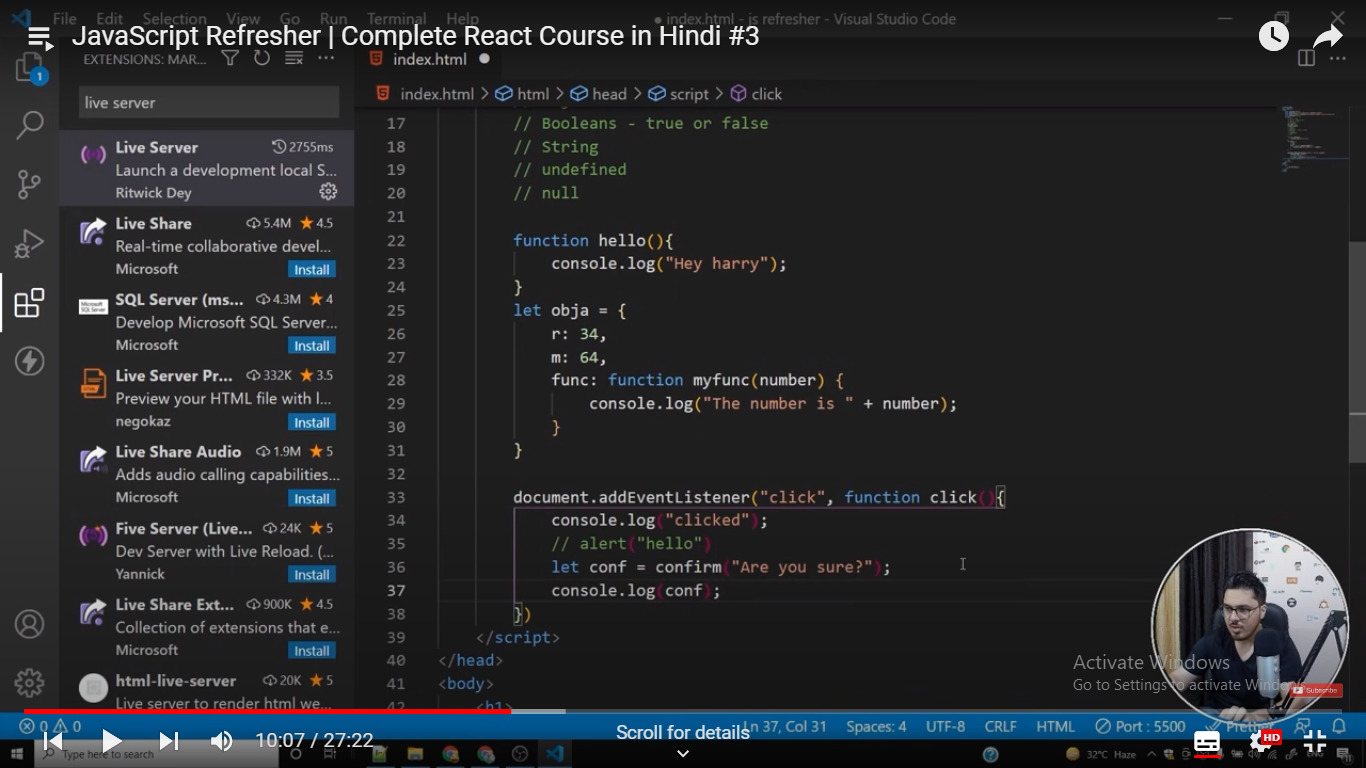 File Edit Selection View Go Run Terminal Help
index.html - js refresher - Visual Studio Code
JavaScript Refresher | Complete React Course in Hindi #3
EXTENSIONS: MAR...
1
live server
Live Server 2755ms
Launch a development local S...
Ritwick Dey
Live Share 5.4M 4.5
Real-time collaborative devel...
Microsoft Install
SQL Server (ms... 4.3M 4
Develop Microsoft SQL Server...
Microsoft Install
Live Server Pr... 332K 3.5
Preview your HTML file with l...
negokaz Install
Live Share Audio 1.9M 5
Adds audio calling capabilities...
Microsoft Install
Five Server (Live... 24K 5
Dev Server with Live Reload. (...
Yannick Install
Live Share Ext... 900K 4.5
Collection of extensions that e...
Microsoft Install
html-live-server 20K 5
Live server to render html we...
index.html
index.html > html > head > script > click
17 // Booleans - true or false
18 // String
19 // undefined
20 // null
21
22 function hello(){
23 console.log("Hey harry");
24 }
25 let obja = {
26 r: 34,
27 m: 64,
28 func: function myfunc(number) {
29 console.log("The number is " + number);
30 }
31 }
32
33 document.addEventListener("click", function click(){
34 console.log("clicked");
35 // alert("hello")
36 let conf = confirm("Are you sure?");
37 console.log(conf);
38 })
39 </script>
40 </head>
41 <body>
42 <h1>
Activate Windows
Go to Settings to activate Windows.
Subscribe
0 0
Ln 37, Col 31 Spaces: 4 UTF-8 CRLF HTML Port : 5500 Prettier
10:07 / 27:22
Scroll for details
HD
Type here to search
32°C Haze